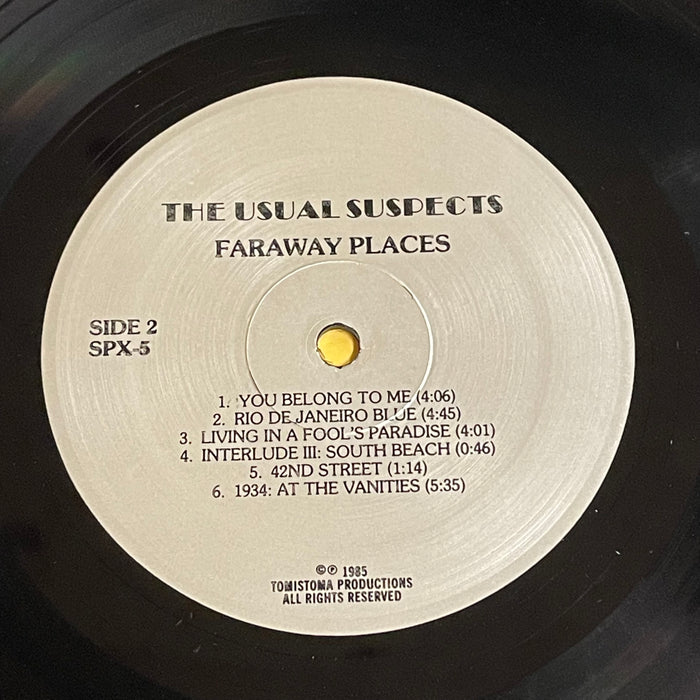 THE USUAL SUSPECTS
FARAWAY PLACES
SIDE 2
SPX-5
1. YOU BELONG TO ME (4:06)
2. RIO DE JANEIRO BLUE (4:45)
3. LIVING IN A FOOL'S PARADISE (4:01)
4. INTERLUDE III: SOUTH BEACH (0:46)
5. 42ND STREET (1:14)
6. 1934: AT THE VANITIES (5:35)
©℗ 1985
TOMISTOMA PRODUCTIONS
ALL RIGHTS RESERVED